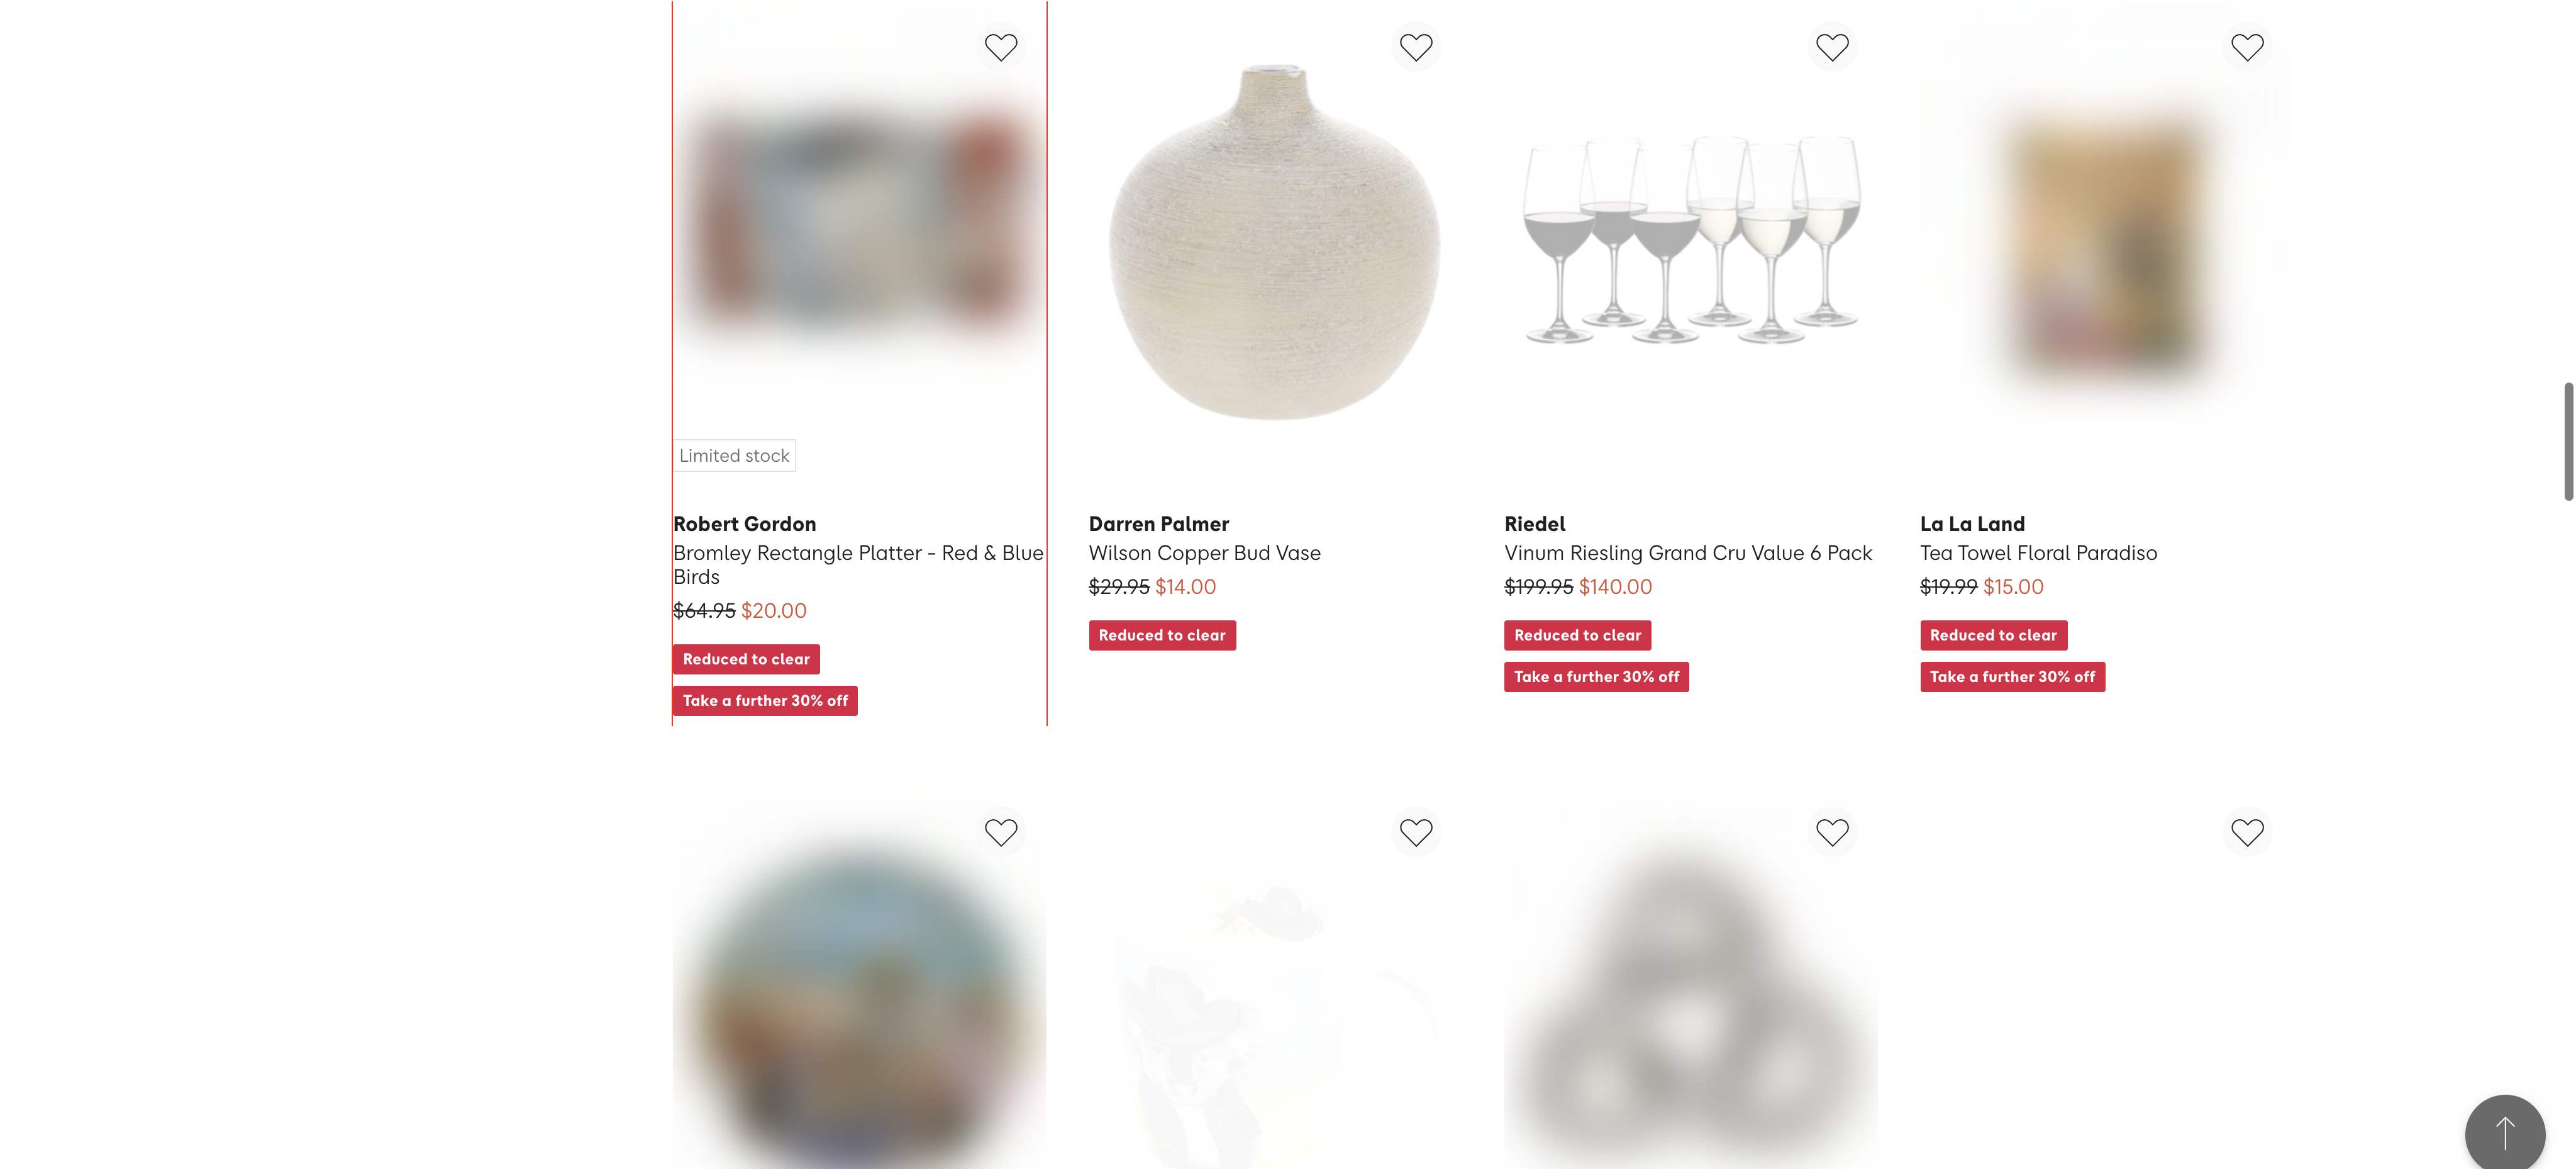 Limited stock
Robert Gordon
Bromley Rectangle Platter - Red & Blue
Birds
$64.95 $20.00
Reduced to clear
Take a further 30% off
Darren Palmer
Wilson Copper Bud Vase
$29.95 $14.00
Reduced to clear
Riedel
Vinum Riesling Grand Cru Value 6 Pack
$199.95 $140.00
Reduced to clear
Take a further 30% off
La La Land
Tea Towel Floral Paradiso
$19.99 $15.00
Reduced to clear
Take a further 30% off